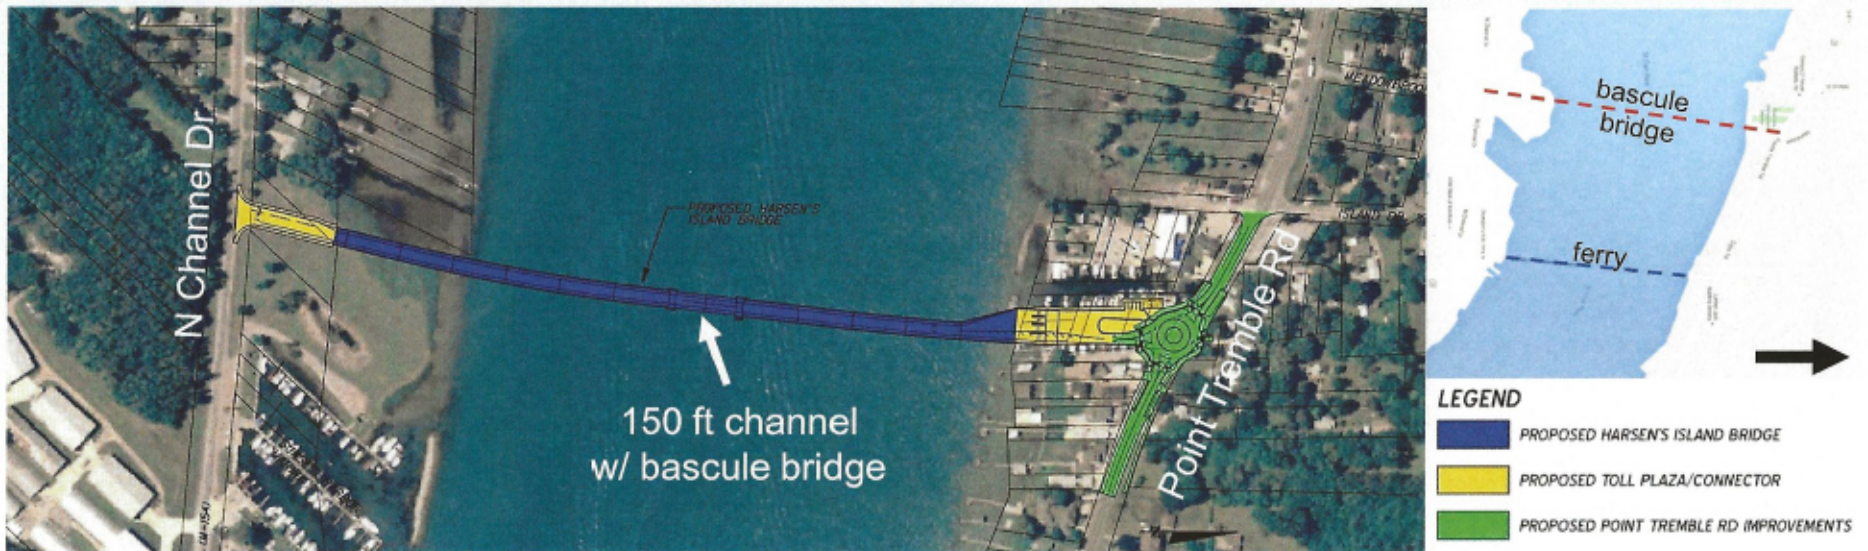 N Channel Dr
PROPOSED HARSEN'S
ISLAND BRIDGE
150 ft channel
w/ bascule bridge
Point Tremble Rd
ISLAND DR
bascule
bridge
ferry
LEGEND
PROPOSED HARSEN'S ISLAND BRIDGE
PROPOSED TOLL PLAZA/CONNECTOR
PROPOSED POINT TREMBLE RD IMPROVEMENTS